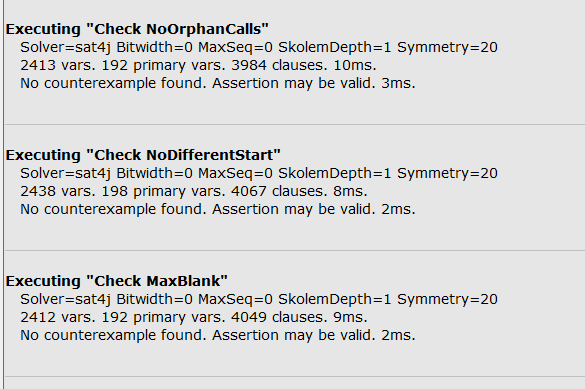 Executing "Check NoOrphanCalls"
Solver=sat4j Bitwidth=0 MaxSeq=0 SkolemDepth=1 Symmetry=20
2413 vars. 192 primary vars. 3984 clauses. 10ms.
No counterexample found. Assertion may be valid. 3ms.
Executing "Check NoDifferentStart"
Solver=sat4j Bitwidth=0 MaxSeq=0 SkolemDepth=1 Symmetry=20
2438 vars. 198 primary vars. 4067 clauses. 8ms.
No counterexample found. Assertion may be valid. 2ms.
Executing "Check MaxBlank"
Solver=sat4j Bitwidth=0 MaxSeq=0 SkolemDepth=1 Symmetry=20
2412 vars. 192 primary vars. 4049 clauses. 9ms.
No counterexample found. Assertion may be valid. 2ms.